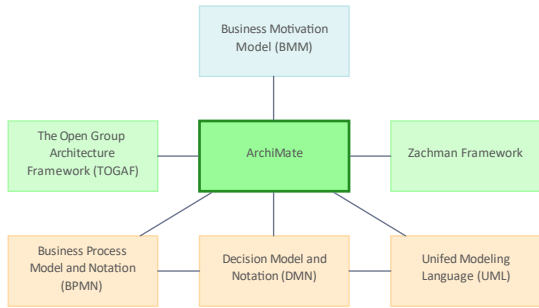 Business Motivation
Model (BMM)
The Open Group
Architecture
Framework (TOGAF)
ArchiMate
Zachman Framework
Business Process
Model and Notation
(BPMN)
Decision Model and
Notation (DMN)
Unifed Modeling
Language (UML)